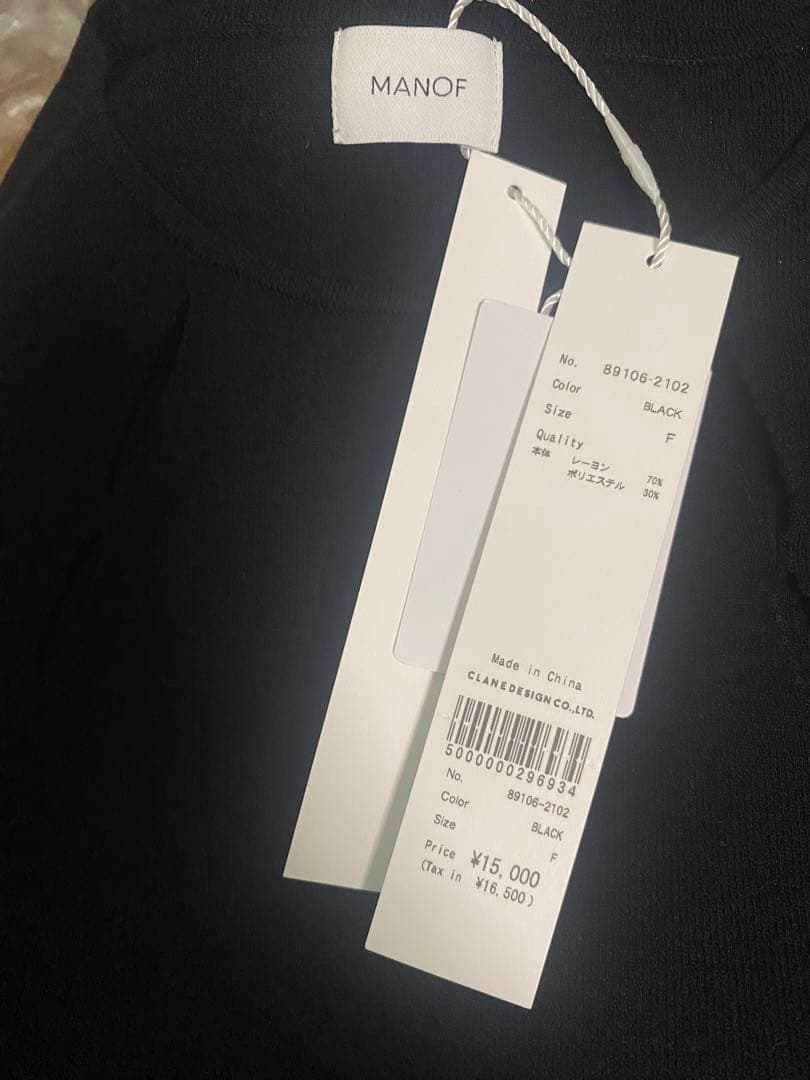 MANOF
No. 89106-2102
Color BLACK
Size F
Quality
本体 レーヨン 70%
ポリエステル 30%
Made in China
CLANE DESIGN CO.,LTD.
5000000296934
No. 89106-2102
Color BLACK
Size F
Price ¥15,000
(Tax in ¥16,500)